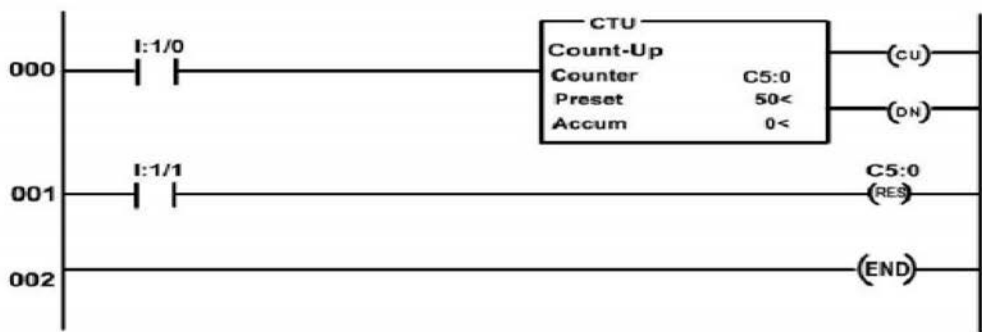 CTU
I:1/0
Count-Up
(CU)
000
Counter C5:0
Preset 50<
(DN)
Accum 0<
I:1/1
C5:0
001
(RES)
002
(END)